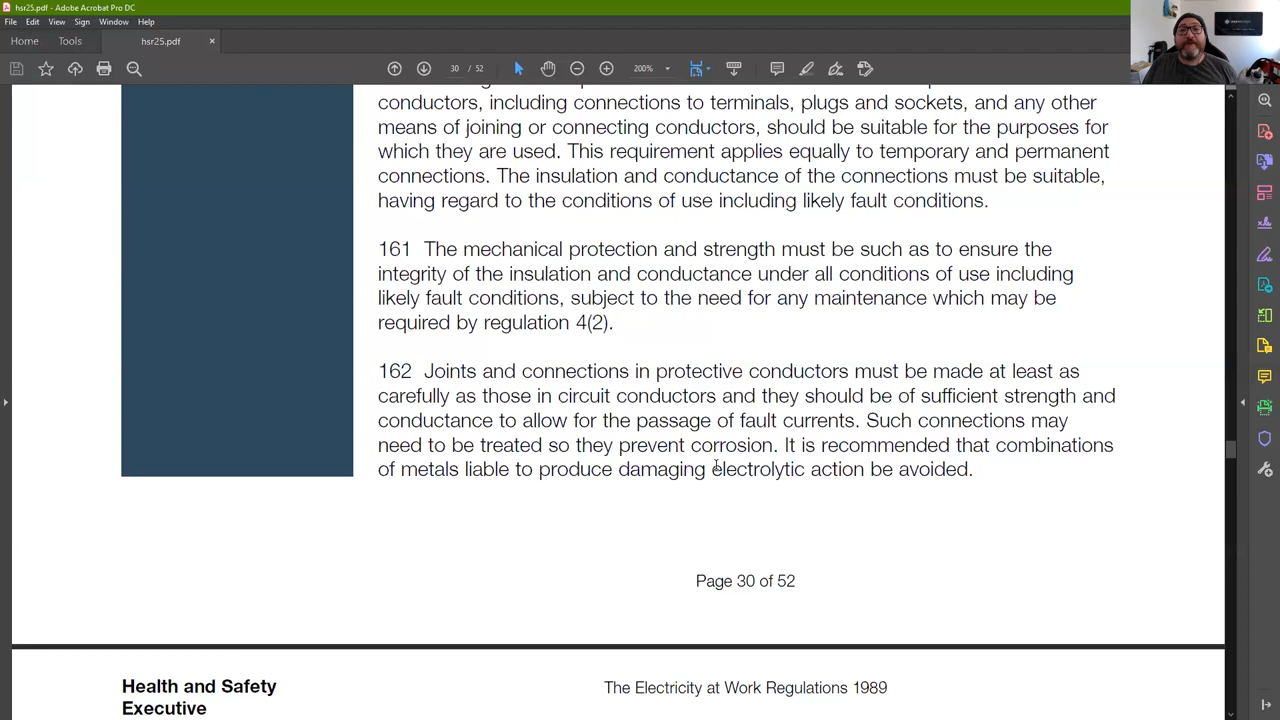 hsr25.pdf - Adobe Acrobat Pro DC
File Edit View Sign Window Help
Home Tools hsr25.pdf ×
30 / 52 200%
conductors, including connections to terminals, plugs and sockets, and any other
means of joining or connecting conductors, should be suitable for the purposes for
which they are used. This requirement applies equally to temporary and permanent
connections. The insulation and conductance of the connections must be suitable,
having regard to the conditions of use including likely fault conditions.
161 The mechanical protection and strength must be such as to ensure the
integrity of the insulation and conductance under all conditions of use including
likely fault conditions, subject to the need for any maintenance which may be
required by regulation 4(2).
162 Joints and connections in protective conductors must be made at least as
carefully as those in circuit conductors and they should be of sufficient strength and
conductance to allow for the passage of fault currents. Such connections may
need to be treated so they prevent corrosion. It is recommended that combinations
of metals liable to produce damaging electrolytic action be avoided.
Page 30 of 52
Health and Safety
Executive
The Electricity at Work Regulations 1989